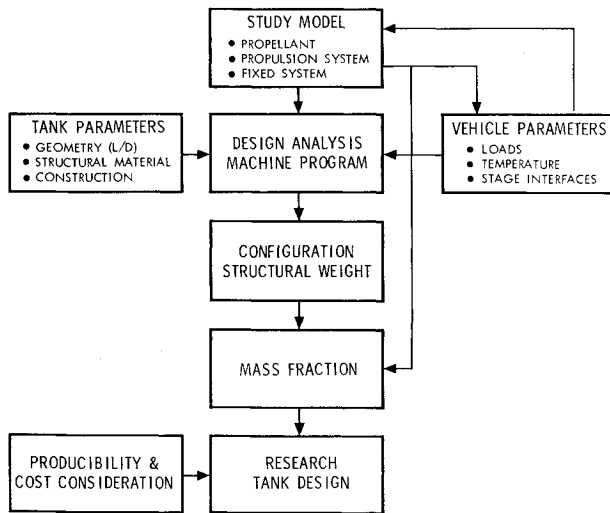 STUDY MODEL
● PROPELLANT
● PROPULSION SYSTEM
● FIXED SYSTEM
TANK PARAMETERS
● GEOMETRY (L/D)
● STRUCTURAL MATERIAL
● CONSTRUCTION
DESIGN ANALYSIS
MACHINE PROGRAM
VEHICLE PARAMETERS
● LOADS
● TEMPERATURE
● STAGE INTERFACES
CONFIGURATION
STRUCTURAL WEIGHT
MASS FRACTION
PRODUCIBILITY &
COST CONSIDERATION
RESEARCH
TANK DESIGN